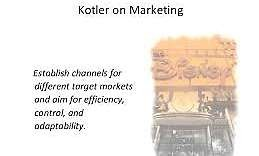 Kotler on Marketing
Establish channels for
different target markets
and aim for efficiency,
control, and
adaptability.